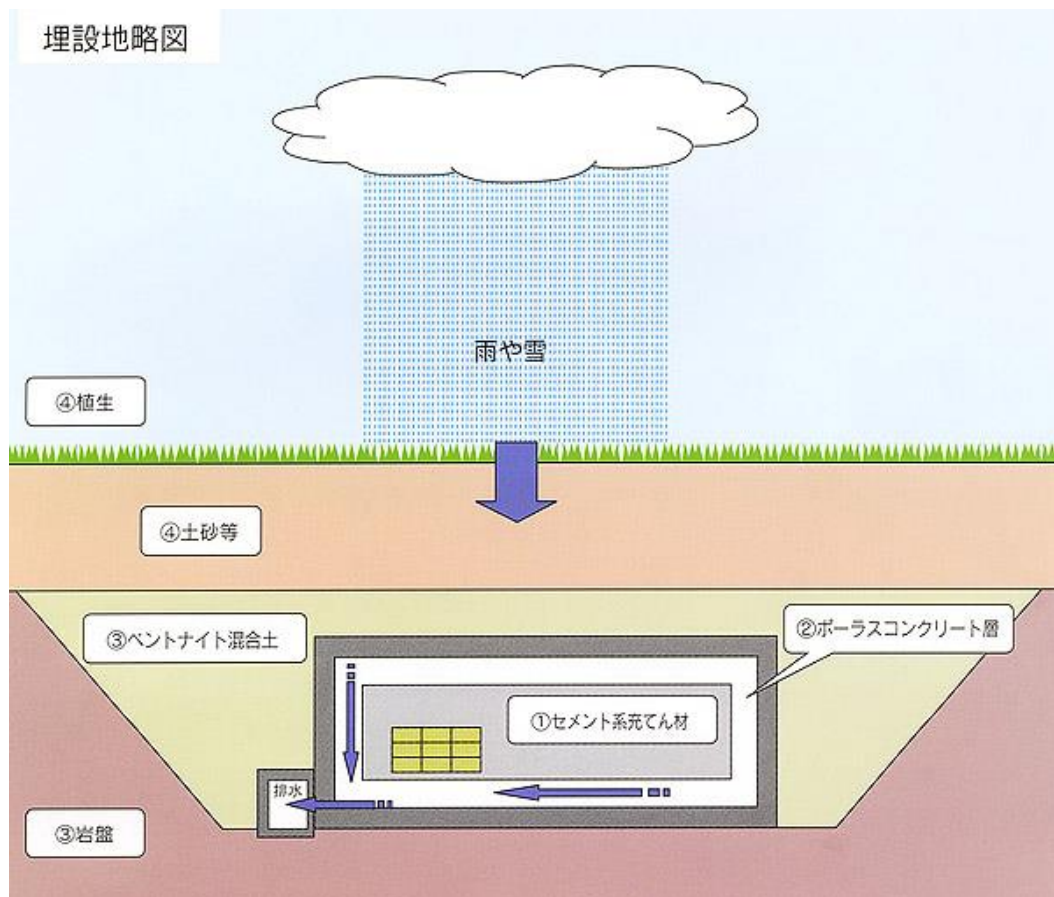 埋設地略図
雨や雪
④植生
④土砂等
③ベントナイト混合土
②ポーラスコンクリート層
①セメント系充てん材
排水
③岩盤